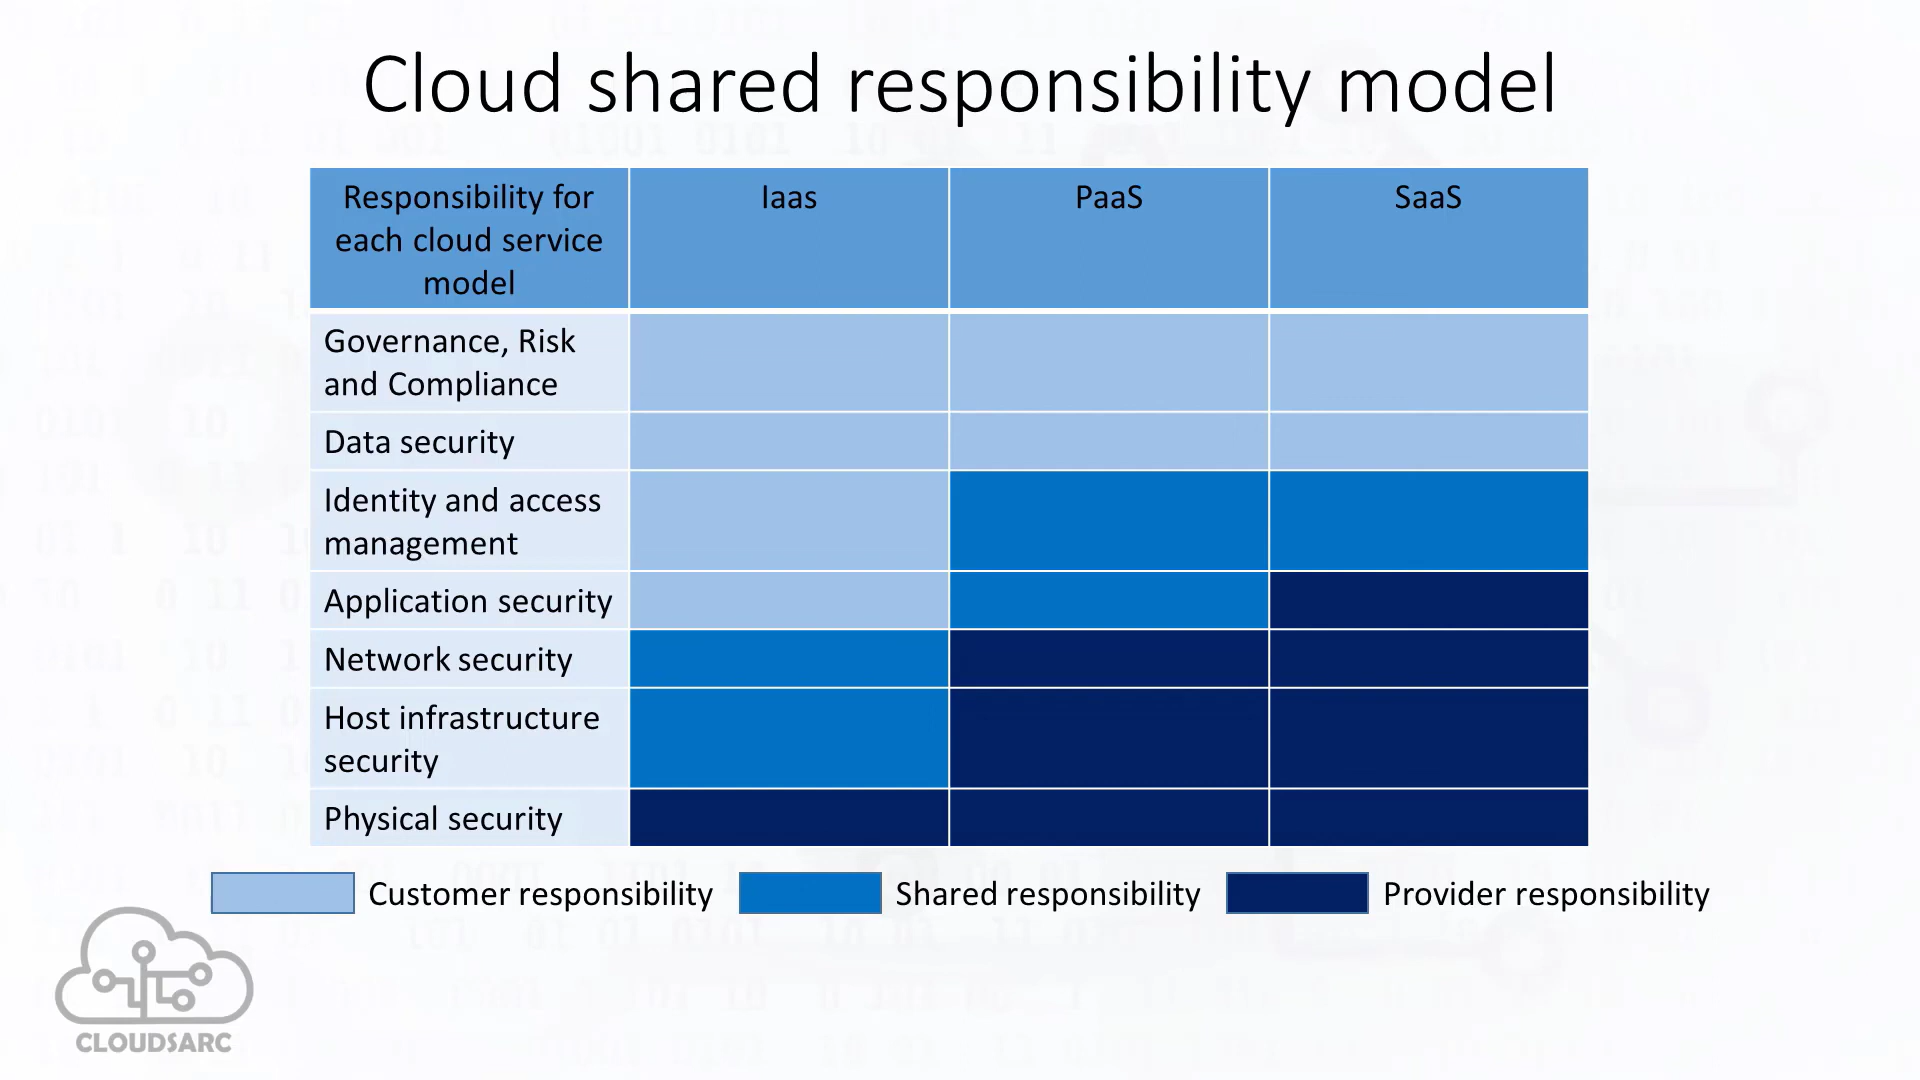 Cloud shared responsibility model
Responsibility for
each cloud service
model
Iaas
PaaS
SaaS
Governance, Risk
and Compliance
Data security
Identity and access
management
Application security
Network security
Host infrastructure
security
Physical security
Customer responsibility
Shared responsibility
Provider responsibility
CLOUDSARC